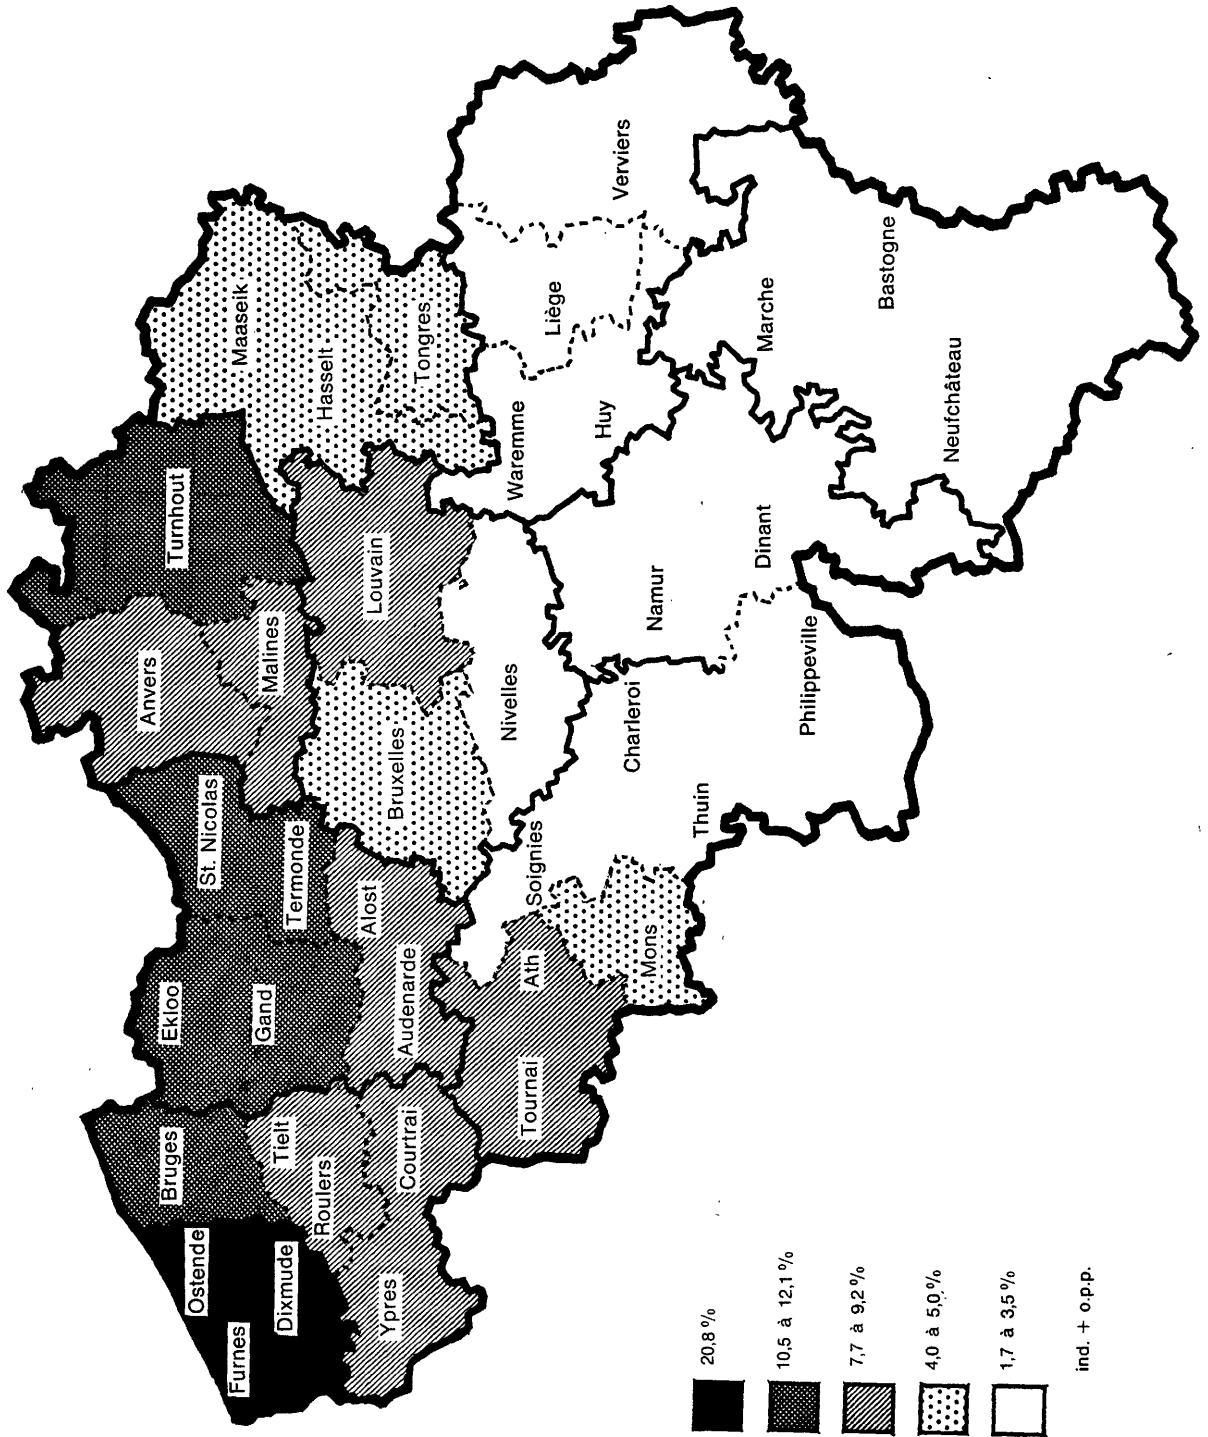 Maaseik
Hasselt
Tongres
Turnhout
Anvers
Malines
Louvain
Bruxelles
St. Nicolas
Termonde
Alost
Audenarde
Ekloo
Gand
Bruges
Tielt
Roulers
Courtrai
Ostende
Dixmude
Furnes
Ypres
Tournai
Ath
Mons
Soignies
Nivelles
Charleroi
Thuin
Philippeville
Namur
Dinant
Waremme
Huy
Liège
Verviers
Marche
Bastogne
Neufchâteau
20,8 %
10,5 à 12,1 %
7,7 à 9,2 %
4,0 à 5,0 %
1,7 à 3,5 %
ind. + o.p.p.